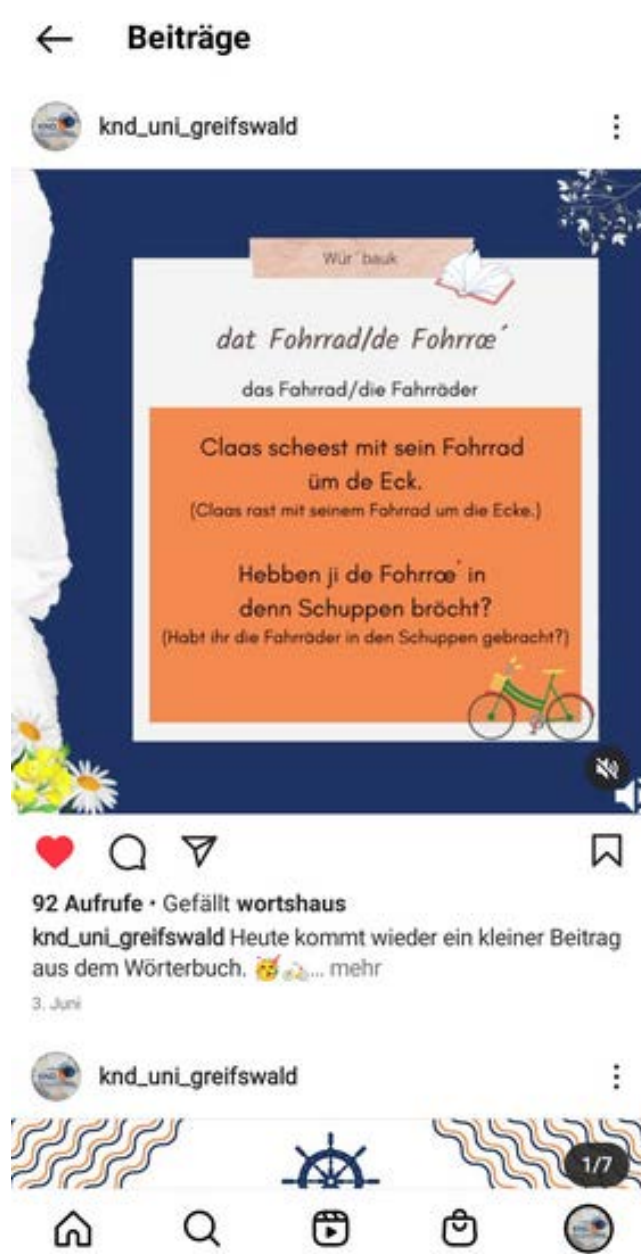 Beiträge
knd_uni_greifswald
Wür´bauk
dat Fohrrad/de Fohrrœ´
das Fahrrad/die Fahrräder
Claas scheest mit sein Fohrrad
üm de Eck.
(Claas rast mit seinem Fahrrad um die Ecke.)
Hebben ji de Fohrrœ´ in
denn Schuppen bröcht?
(Habt ihr die Fahrräder in den Schuppen gebracht?)
92 Aufrufe • Gefällt wortshaus
knd_uni_greifswald Heute kommt wieder ein kleiner Beitrag
aus dem Wörterbuch. 🥳🚲... mehr
3. Juni
knd_uni_greifswald
1/7